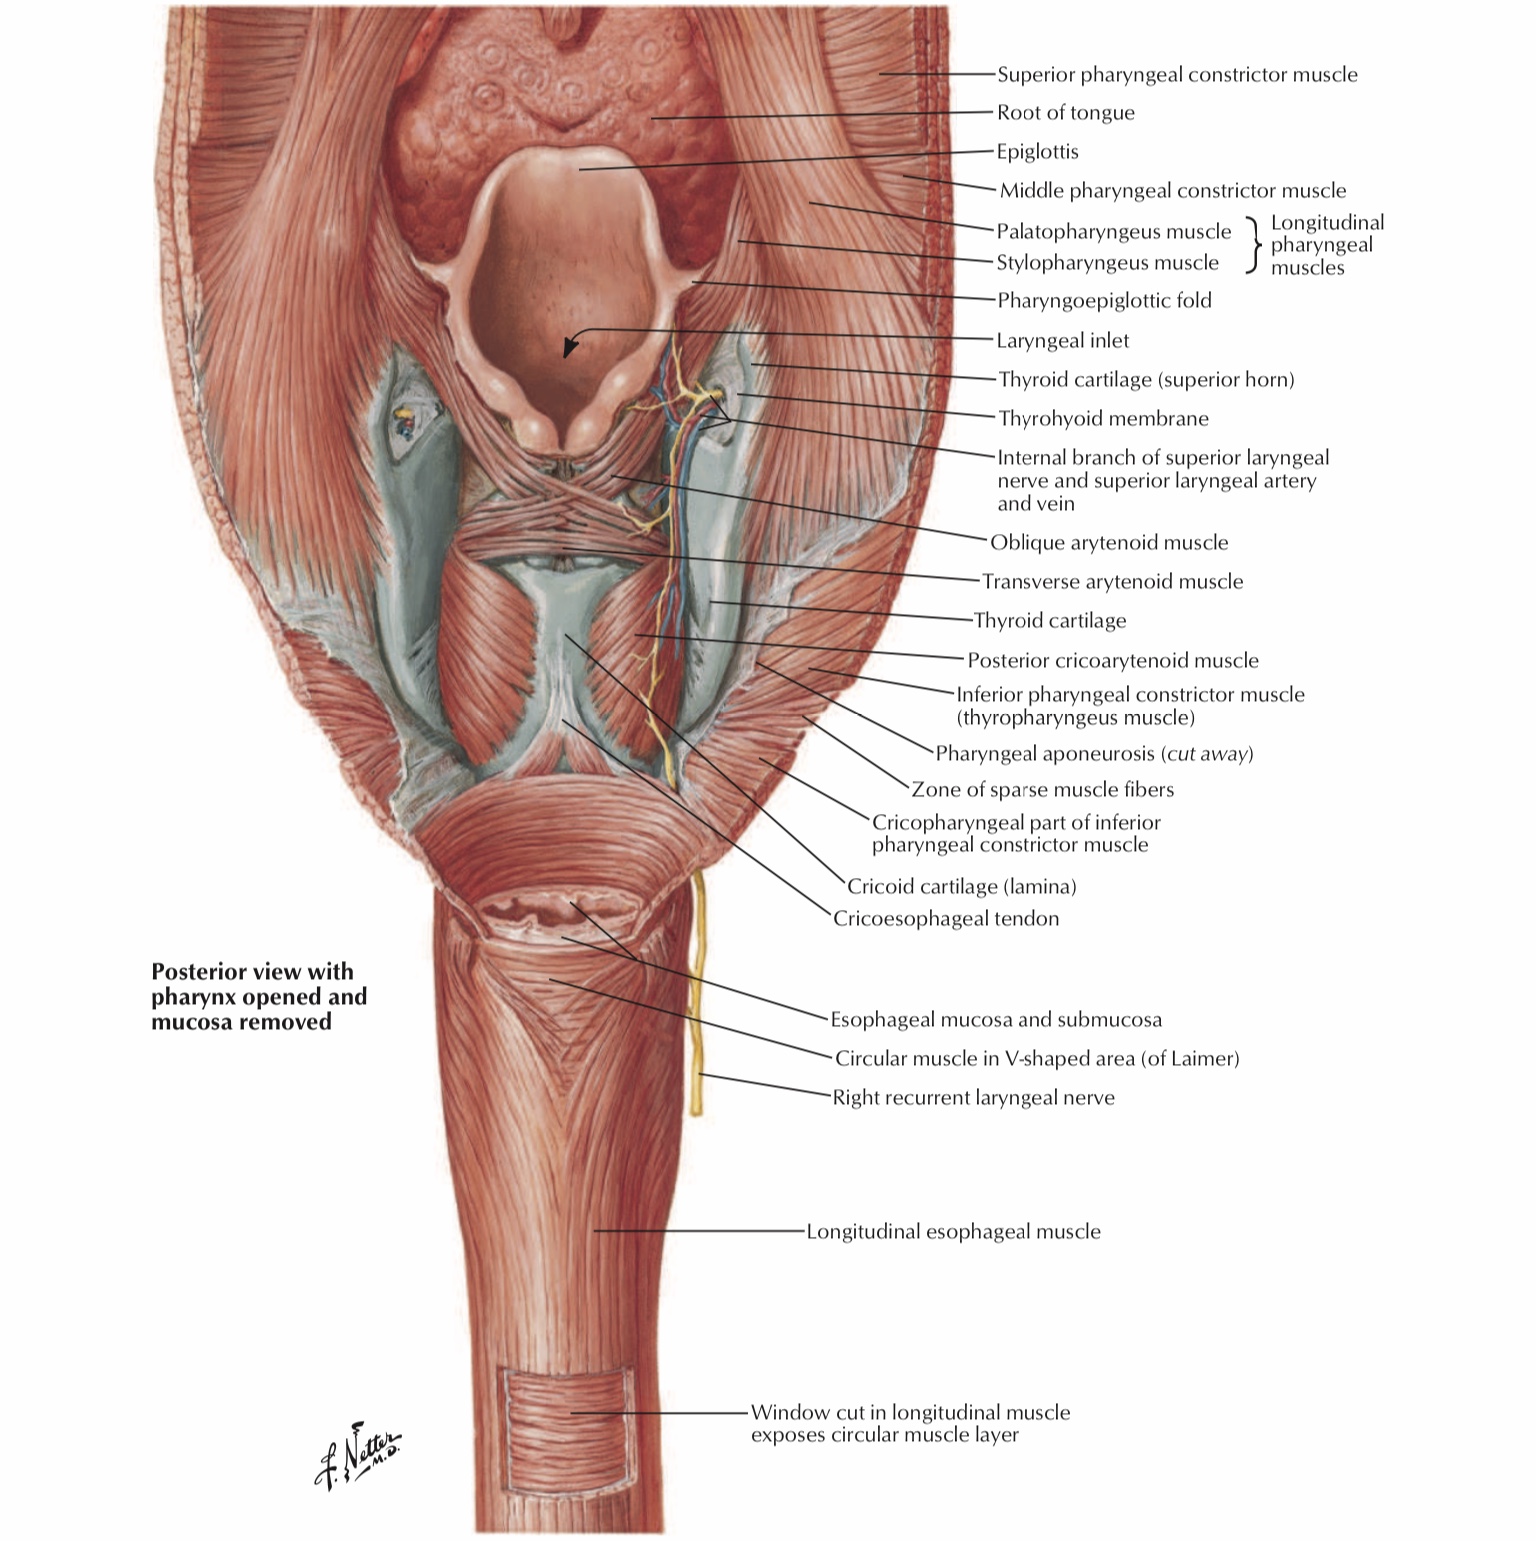 Superior pharyngeal constrictor muscle
Root of tongue
Epiglottis
Middle pharyngeal constrictor muscle
Palatopharyngeus muscle
Stylopharyngeus muscle
Longitudinal
pharyngeal
muscles
Pharyngoepiglottic fold
Laryngeal inlet
Thyroid cartilage (superior horn)
Thyrohyoid membrane
Internal branch of superior laryngeal
nerve and superior laryngeal artery
and vein
Oblique arytenoid muscle
Transverse arytenoid muscle
Thyroid cartilage
Posterior cricoarytenoid muscle
Inferior pharyngeal constrictor muscle
(thyropharyngeus muscle)
Pharyngeal aponeurosis (cut away)
Zone of sparse muscle fibers
Cricopharyngeal part of inferior
pharyngeal constrictor muscle
Cricoid cartilage (lamina)
Cricoesophageal tendon
Posterior view with
pharynx opened and
mucosa removed
Esophageal mucosa and submucosa
Circular muscle in V-shaped area (of Laimer)
Right recurrent laryngeal nerve
Longitudinal esophageal muscle
Window cut in longitudinal muscle
exposes circular muscle layer
F. Netter
M.D.